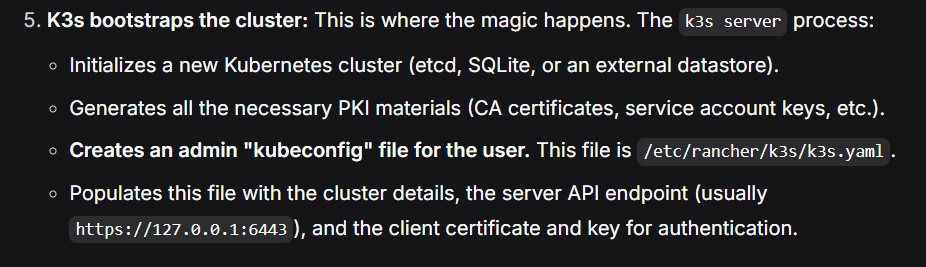 5. K3s bootstraps the cluster: This is where the magic happens. The k3s server process:
Initializes a new Kubernetes cluster (etcd, SQLite, or an external datastore).
Generates all the necessary PKI materials (CA certificates, service account keys, etc.).
Creates an admin "kubeconfig" file for the user. This file is /etc/rancher/k3s/k3s.yaml.
Populates this file with the cluster details, the server API endpoint (usually
https://127.0.0.1:6443), and the client certificate and key for authentication.